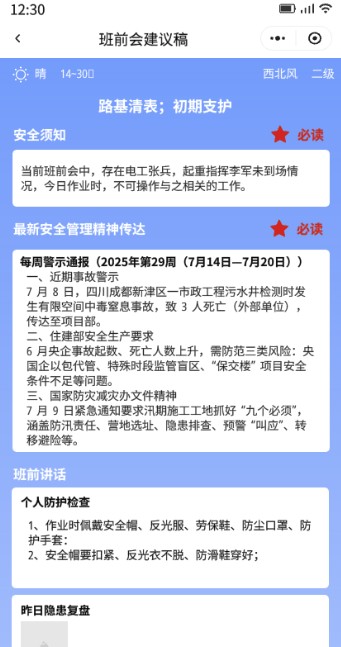 12:30
班前会建议稿
晴 14-30 西北风 二级
路基清表；初期支护
安全须知 必读
当前班前会中，存在电工张兵，起重指挥李军未到场情
况，今日作业时，不可操作与之相关的工作。
最新安全管理精神传达 必读
每周警示通报（2025年第29周（7月14日—7月20日））
一、近期事故警示
7 月 8 日，四川成都新津区一市政工程污水井检测时发
生有限空间中毒窒息事故，致 3 人死亡（外部单位），
传达至项目部。
二、住建部安全生产要求
6 月央企事故起数、死亡人数上升，需防范三类风险：央
国企以包代管、特殊时段监管盲区、“保交楼”项目安全
条件不足等问题。
三、国家防灾减灾办文件精神
7 月 9 日紧急通知要求汛期施工工地抓好“九个必须”，
涵盖防汛责任、营地选址、隐患排查、预警“叫应”、转
移避险等。
班前讲话
个人防护检查
1、作业时佩戴安全帽、反光服、劳保鞋、防尘口罩、防
护手套：
2、安全帽要扣紧、反光衣不脱、防滑鞋穿好；
昨日隐患复盘